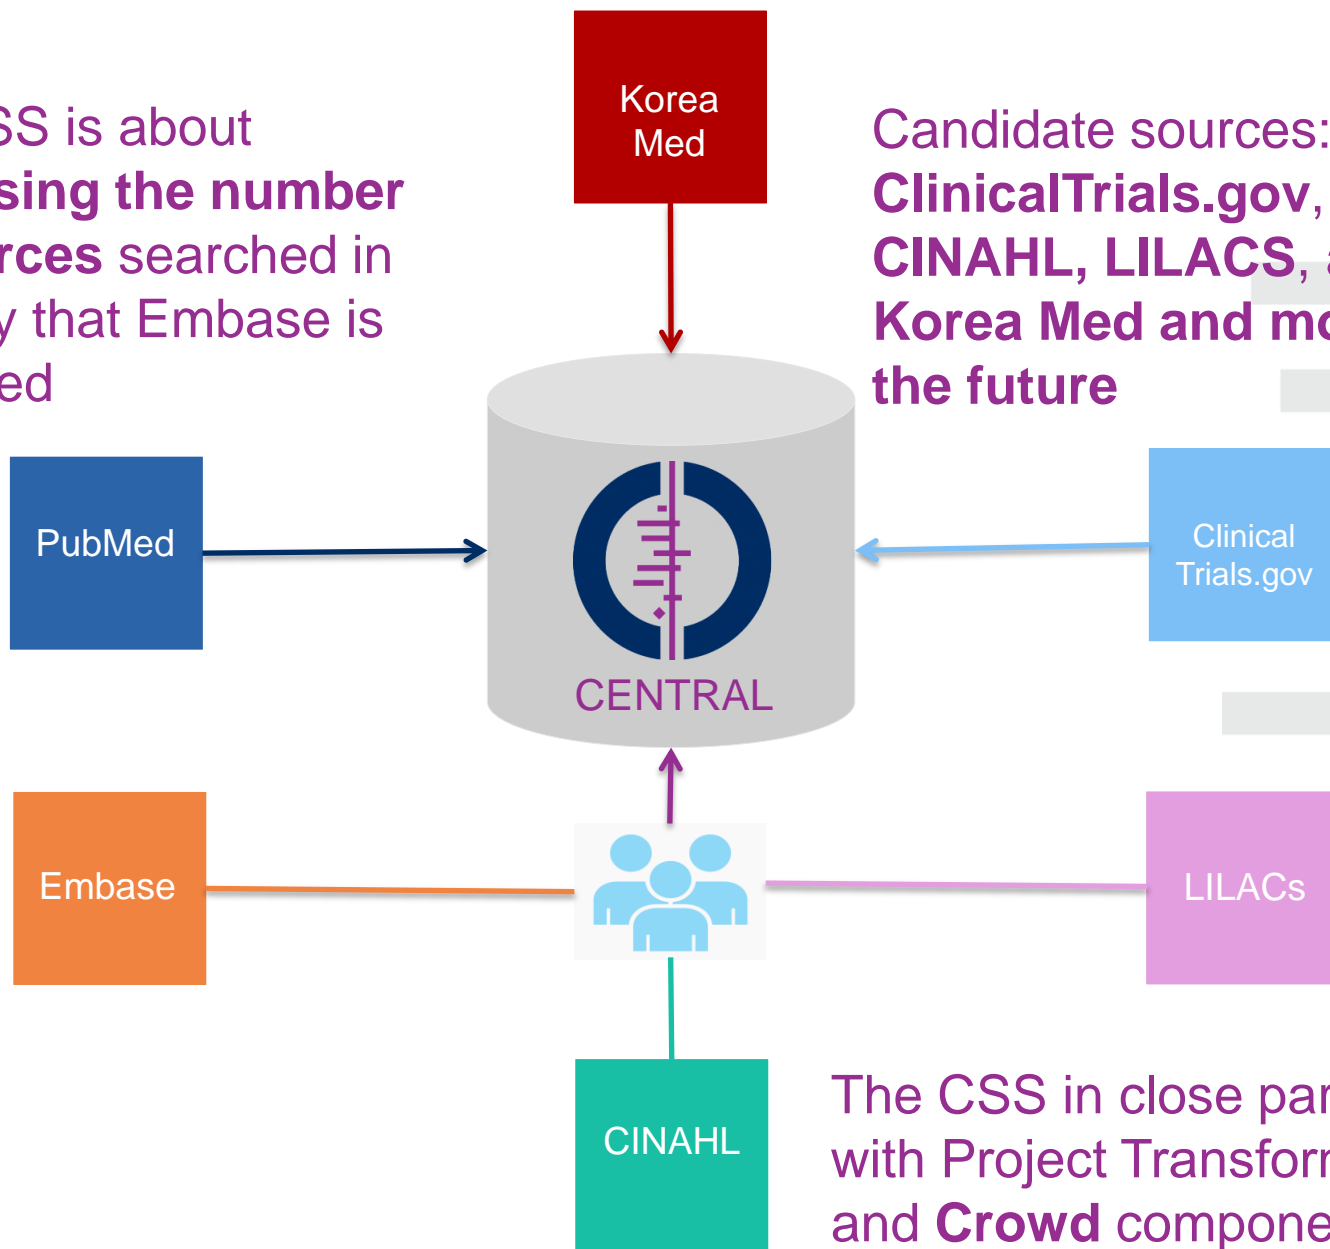 Korea
Med
SS is about
sing the number
rces searched in
y that Embase is
ed
Candidate sources:
ClinicalTrials.gov,
CINAHL, LILACS,
Korea Med and mo
the future
PubMed
Clinical
Trials.gov
CENTRAL
Embase
LILACs
CINAHL
The CSS in close par
with Project Transfor
and Crowd compone